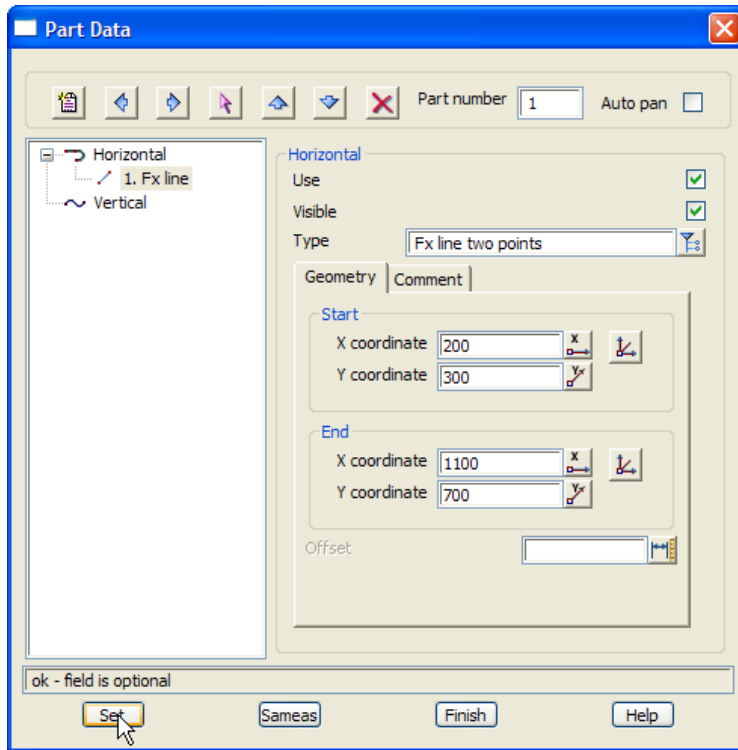 Part Data
Part number 1 Auto pan
Horizontal
1. Fx line
Vertical
Horizontal
Use
Visible
Type Fx line two points
Geometry Comment
Start
X coordinate 200 X
Y coordinate 300 Y
End
X coordinate 1100 X
Y coordinate 700 Y
Offset
ok - field is optional
Set Sameas Finish Help